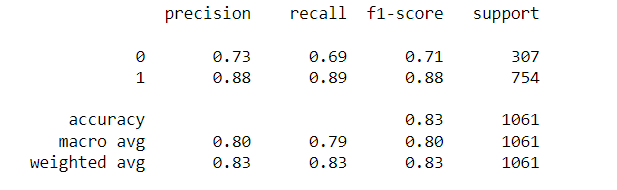 precision recall f1-score support
0 0.73 0.69 0.71 307
1 0.88 0.89 0.88 754
accuracy 0.83 1061
macro avg 0.80 0.79 0.80 1061
weighted avg 0.83 0.83 0.83 1061